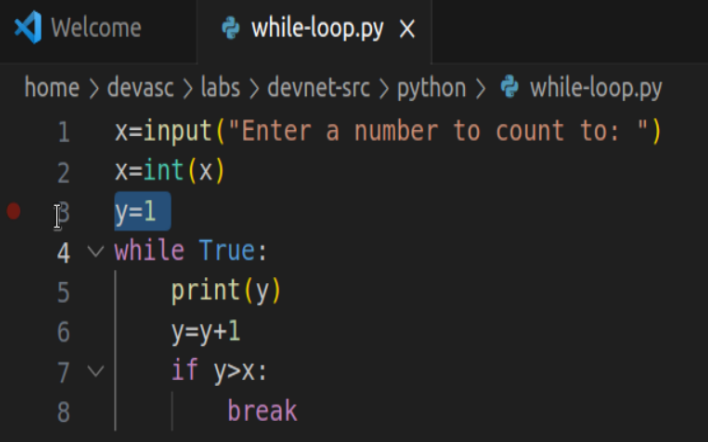 Welcome while-loop.py
home > devasc > labs > devnet-src > python > while-loop.py
1 x=input("Enter a number to count to: ")
2 x=int(x)
3 y=1
4 while True:
5     print(y)
6     y=y+1
7     if y>x:
8         break